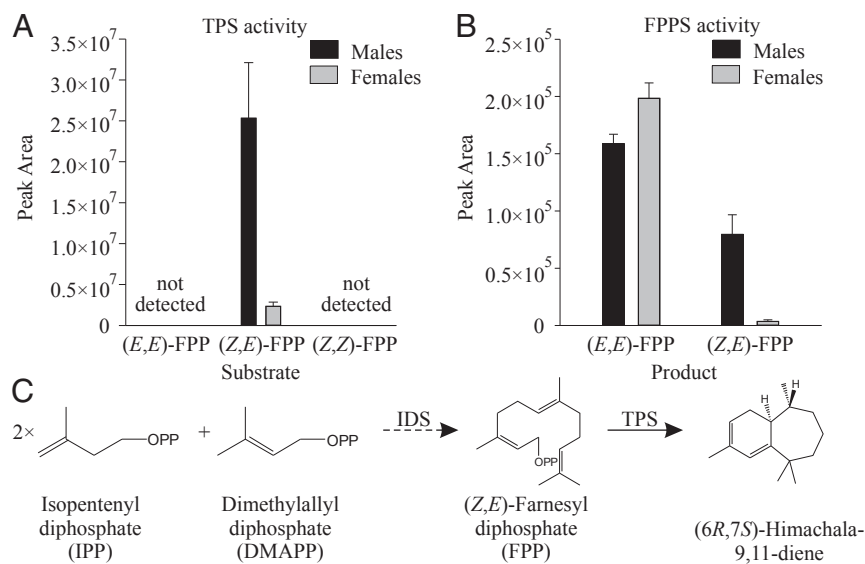 A
TPS activity
Males
Females
3.5×10⁷
3.0×10⁷
2.5×10⁷
2.0×10⁷
1.5×10⁷
1.0×10⁷
0.5×10⁷
0
Peak Area
not
detected
not
detected
(E,E)-FPP (Z,E)-FPP (Z,Z)-FPP
Substrate
B
FPPS activity
Males
Females
2.5×10⁵
2.0×10⁵
1.5×10⁵
1.0×10⁵
0.5×10⁵
0
Peak Area
(E,E)-FPP (Z,E)-FPP
Product
C
2× OPP + OPP IDS OPP TPS H H
Isopentenyl
diphosphate
(IPP)
Dimethylallyl
diphosphate
(DMAPP)
(Z,E)-Farnesyl
diphosphate
(FPP)
(6R,7S)-Himachala-
9,11-diene